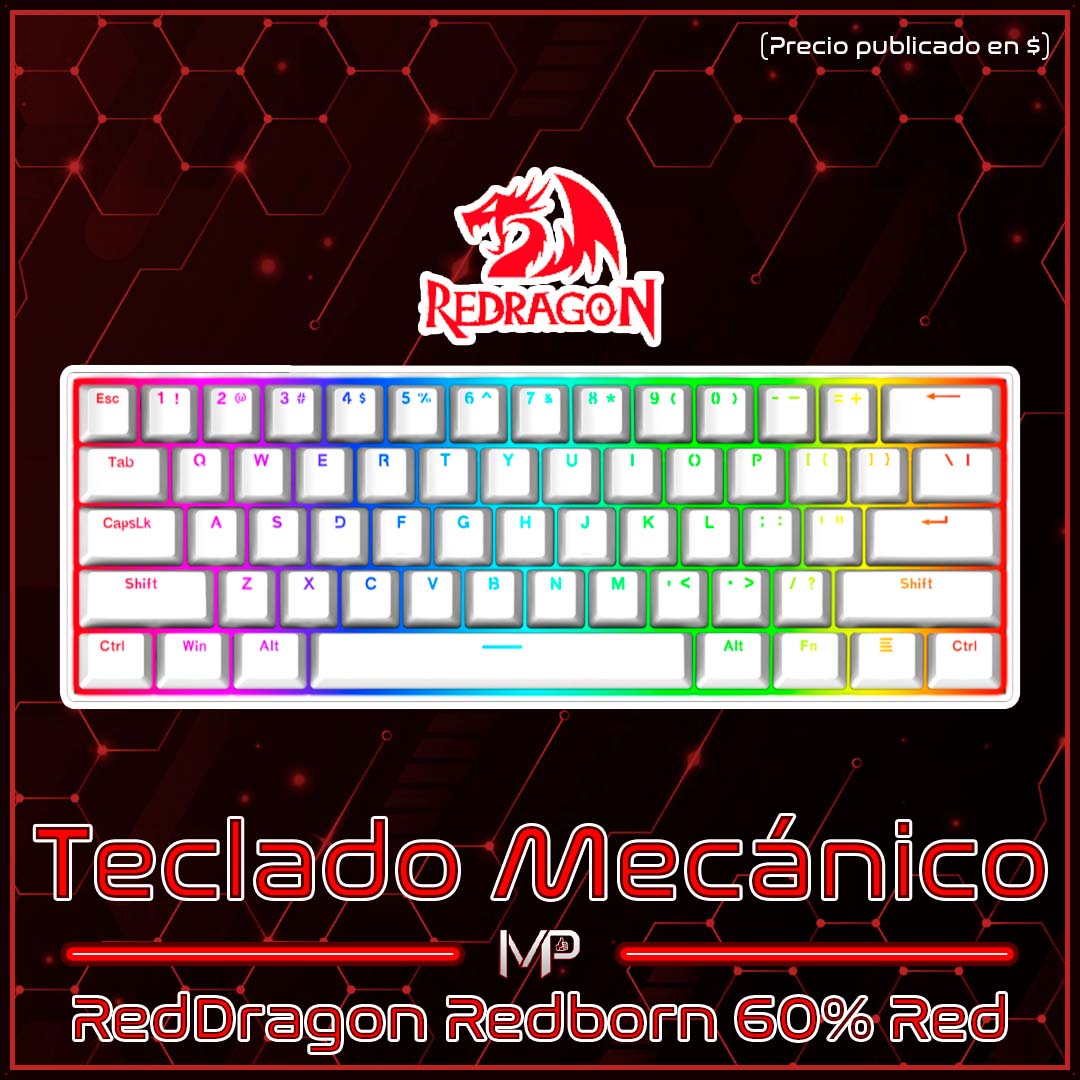 (Precio publicado en $)
REDRAGON
Esc 1 ! 2 @ 3 # 4 $ 5 % 6 ^ 7 & 8 * 9 ( 0 ) - - = +
Tab Q W E R T Y U I O P [ { ] } \ |
CapsLk A S D F G H J K L ; : ' "
Shift Z X C V B N M , < . > / ? Shift
Ctrl Win Alt Alt Fn Ctrl
Teclado Mecánico
MP
RedDragon Redborn 60% Red